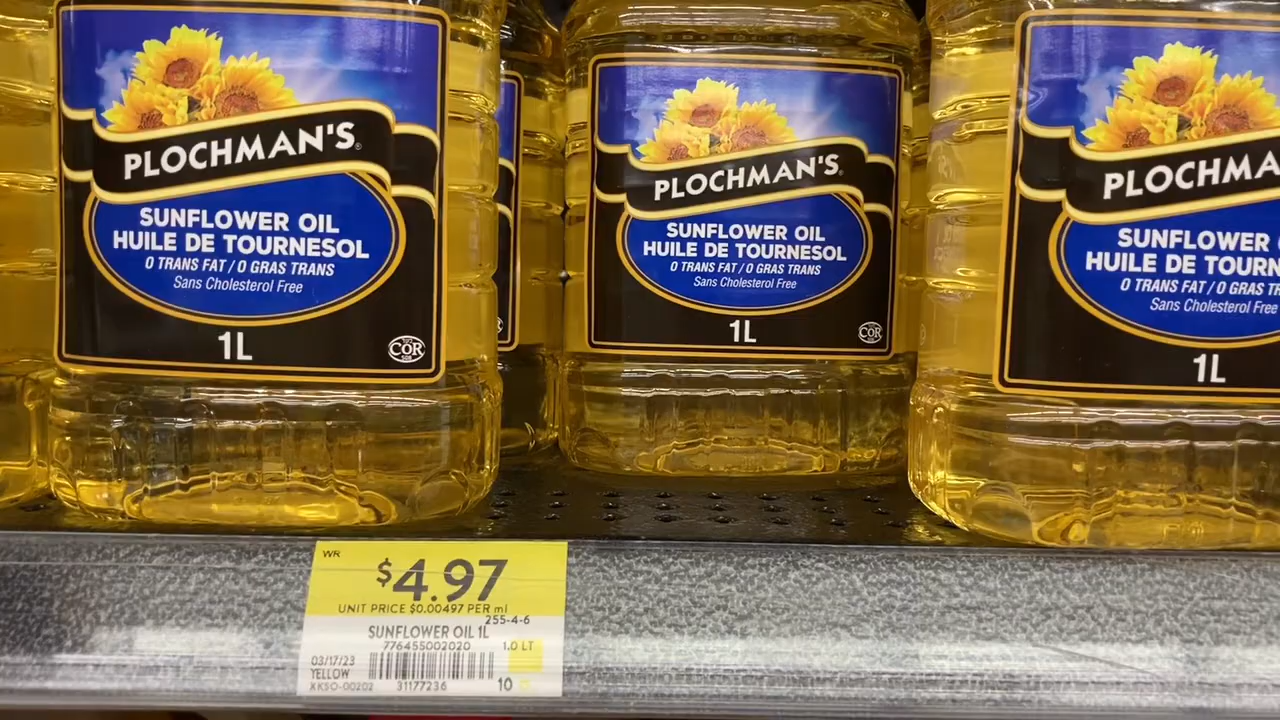 PLOCHMAN'S®
SUNFLOWER OIL
HUILE DE TOURNESOL
0 TRANS FAT / 0 GRAS TRANS
Sans Cholesterol Free
1L
COR
PLOCHMAN'S®
SUNFLOWER OIL
HUILE DE TOURNESOL
0 TRANS FAT / 0 GRAS TRANS
Sans Cholesterol Free
1L
COR
PLOCHMA
SUNFLOWER
HUILE DE TOURN
0 TRANS FAT / 0 GRAS TR
Sans Cholesterol Free
1L
WR
$4.97
UNIT PRICE $0.00497 PER ml
255-4-6
SUNFLOWER OIL 1L
776455002020 1.0 LT
03/17/23
YELLOW
XKSO-00202 31177236 10